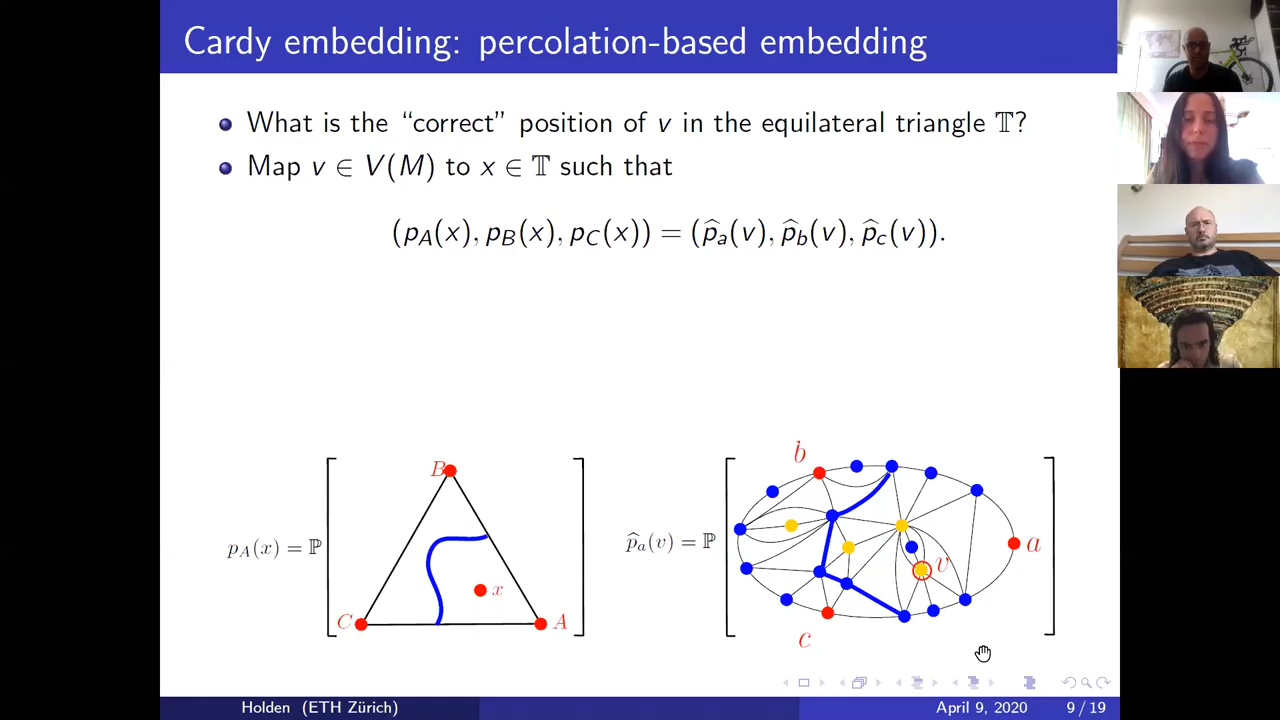 Cardy embedding: percolation-based embedding
What is the “correct” position of v in the equilateral triangle 𝕋?
Map v ∈ V(M) to x ∈ 𝕋 such that
(p_A(x), p_B(x), p_C(x)) = (p̂_a(v), p̂_b(v), p̂_c(v)).
p_A(x) = ℙ
B
C
A
x
p̂_a(v) = ℙ
b
a
v
c
Holden (ETH Zürich)
April 9, 2020
9 / 19